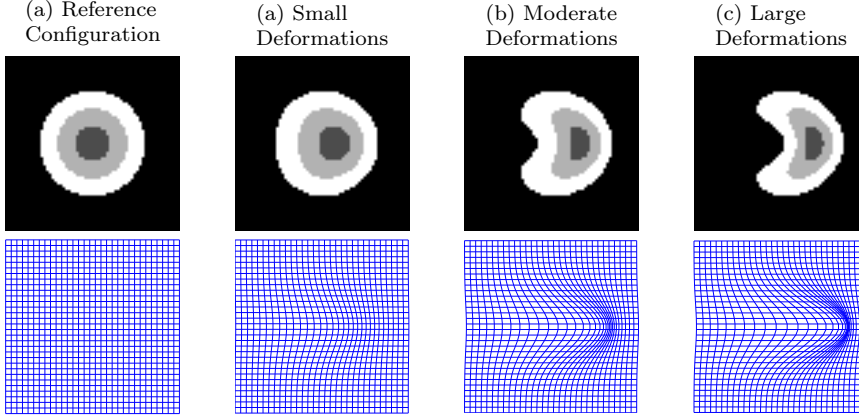 (a) Reference
Configuration
(a) Small
Deformations
(b) Moderate
Deformations
(c) Large
Deformations